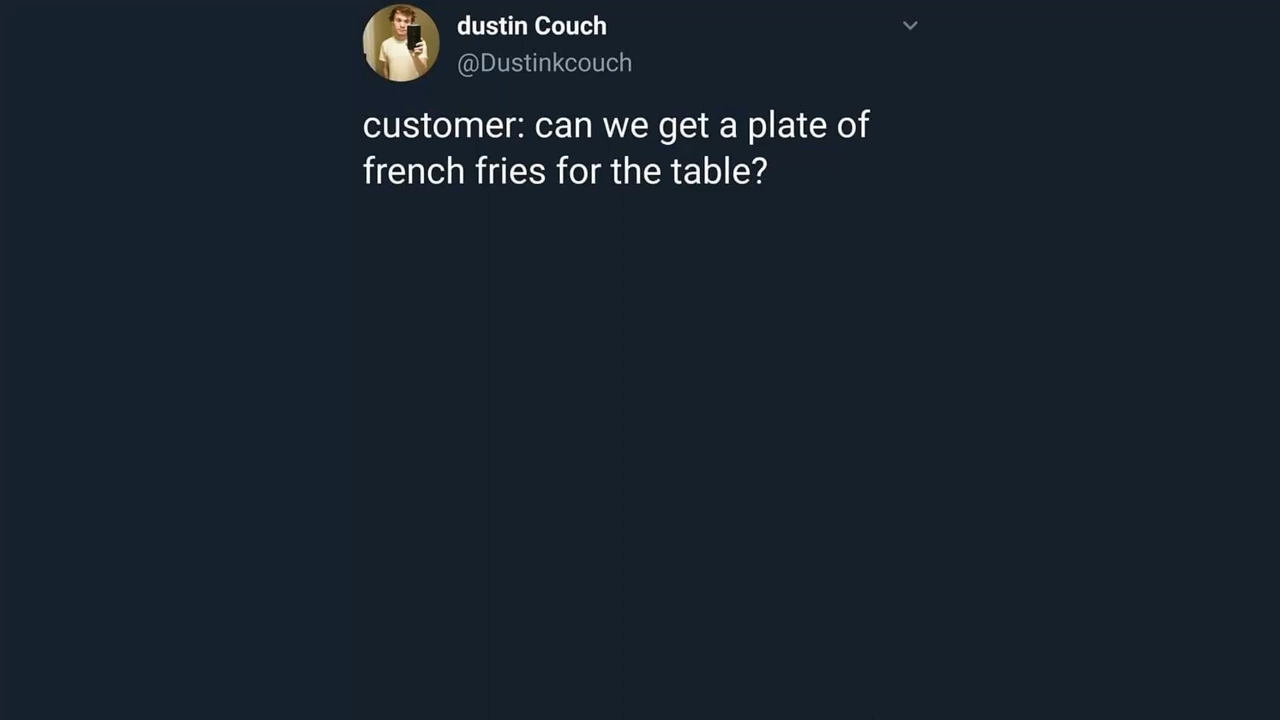 dustin Couch
@Dustinkcouch
customer: can we get a plate of
french fries for the table?